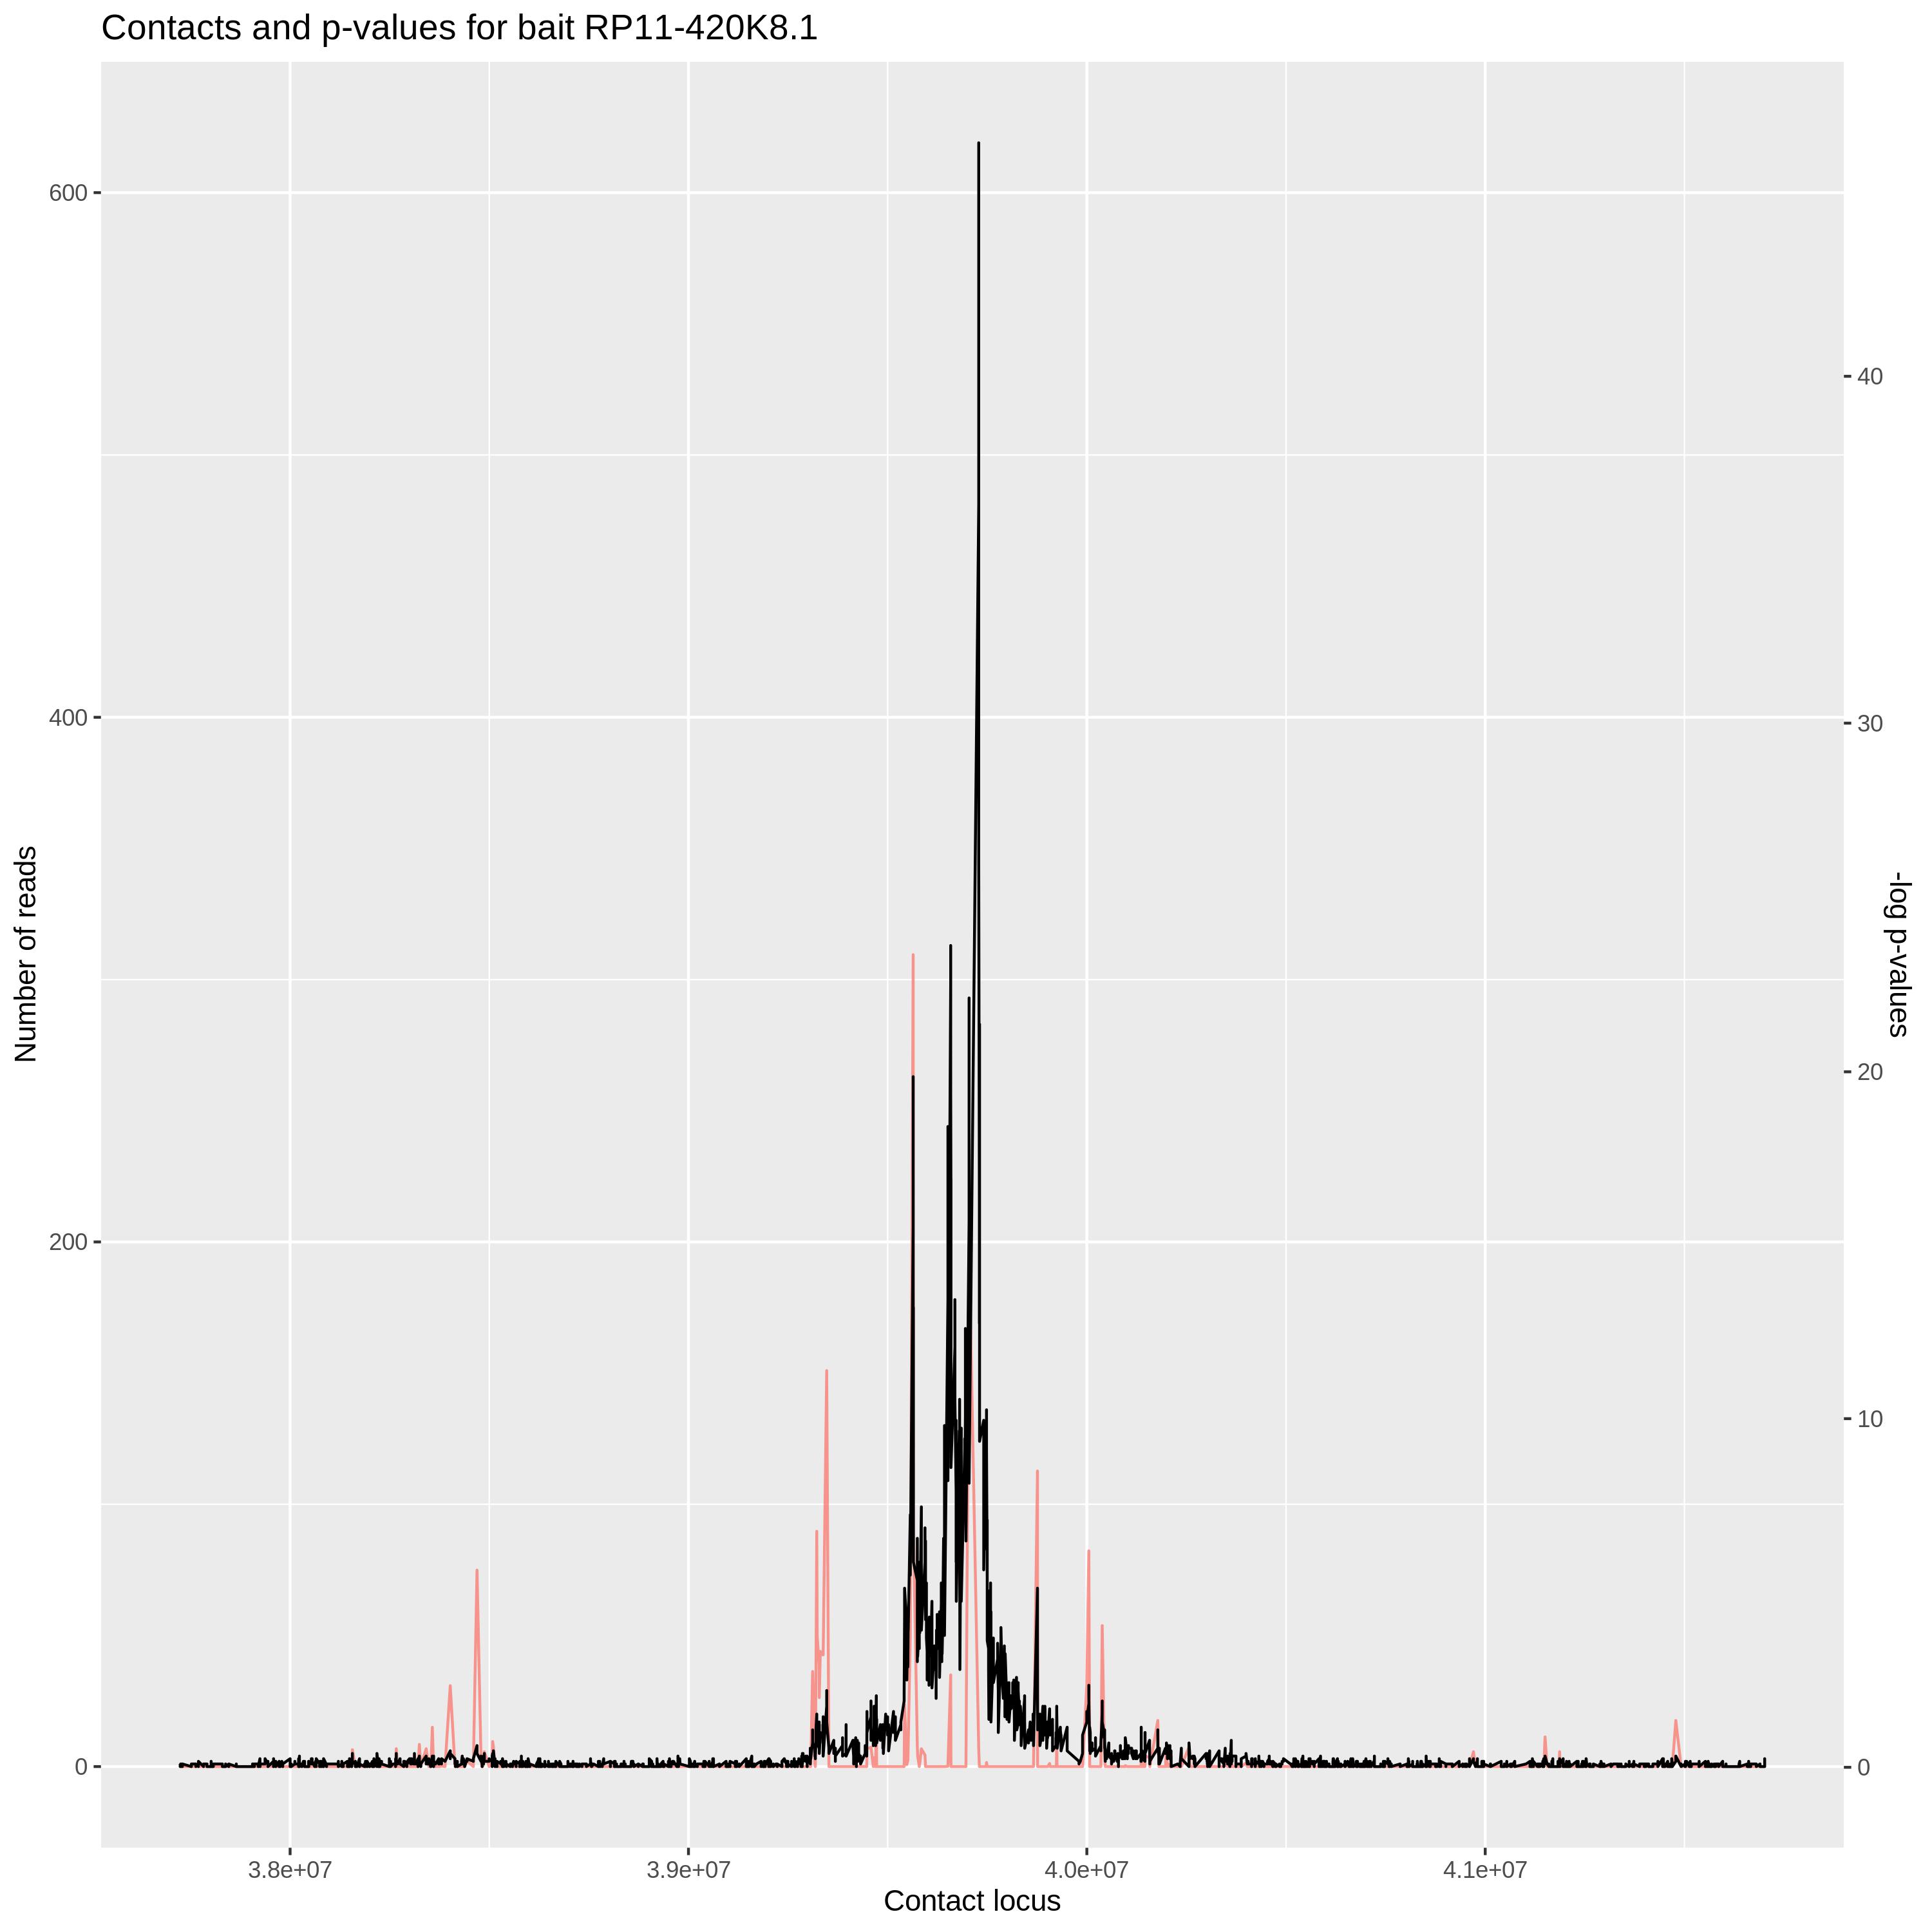 Contacts and p-values for bait RP11-420K8.1
600
400
200
0
Number of reads
40
30
20
10
0
-log p-values
3.8e+07
3.9e+07
4.0e+07
4.1e+07
Contact locus